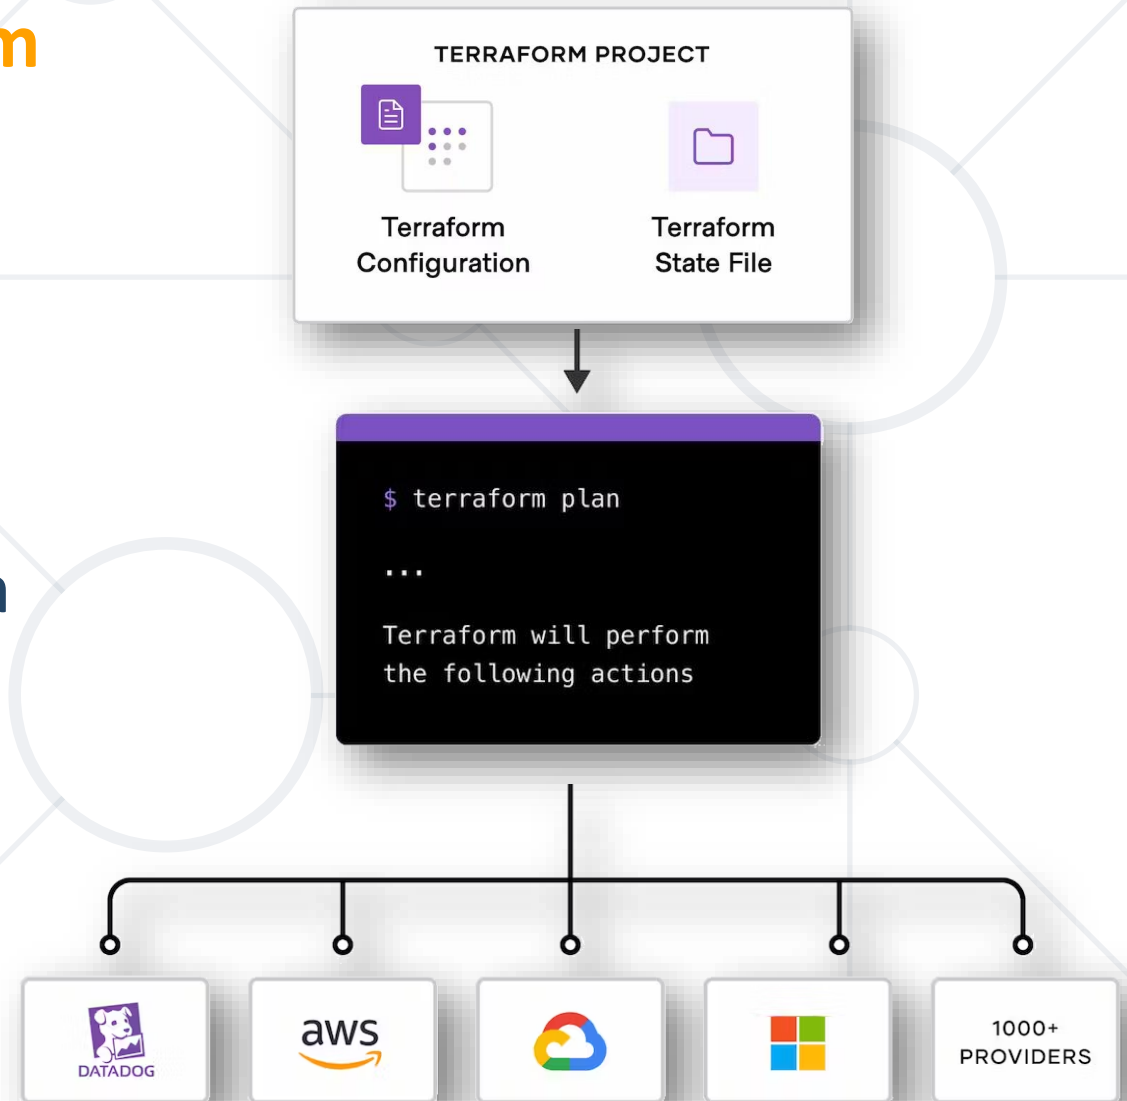 m
TERRAFORM PROJECT
Terraform
Configuration
Terraform
State File
$ terraform plan
...
Terraform will perform
the following actions
DATADOG
aws
1000+
PROVIDERS